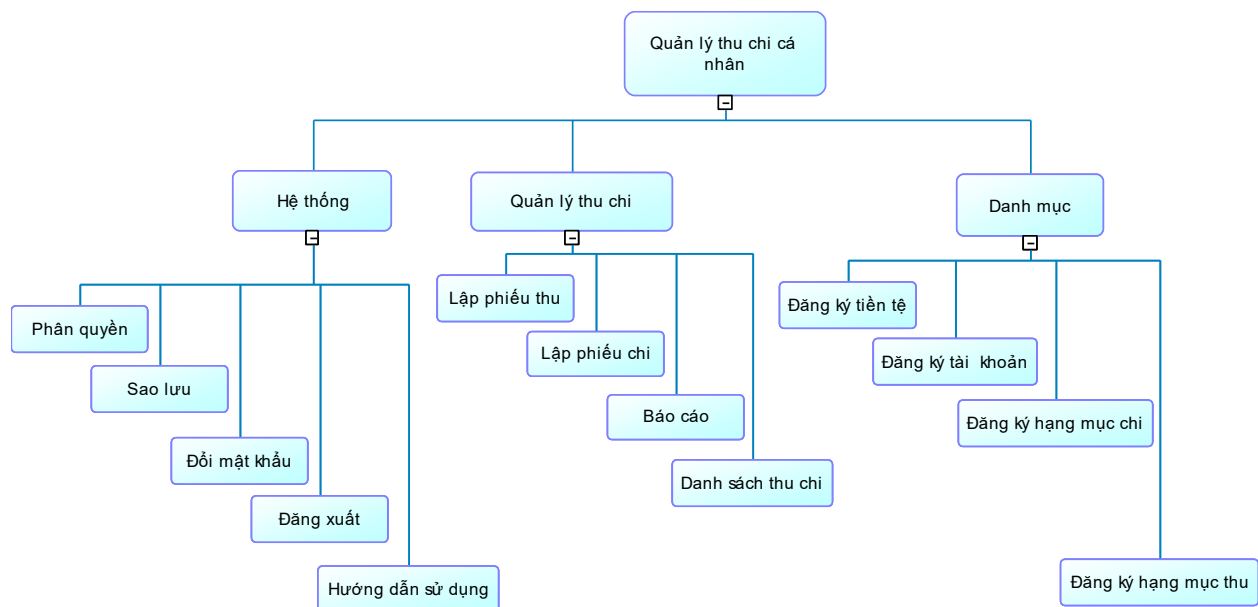 Quản lý thu chi cá
nhân
Hệ thống
Quản lý thu chi
Danh mục
Phân quyền
Sao lưu
Đổi mật khẩu
Đăng xuất
Hướng dẫn sử dụng
Lập phiếu thu
Lập phiếu chi
Báo cáo
Danh sách thu chi
Đăng ký tiền tệ
Đăng ký tài khoản
Đăng ký hạng mục chi
Đăng ký hạng mục thu